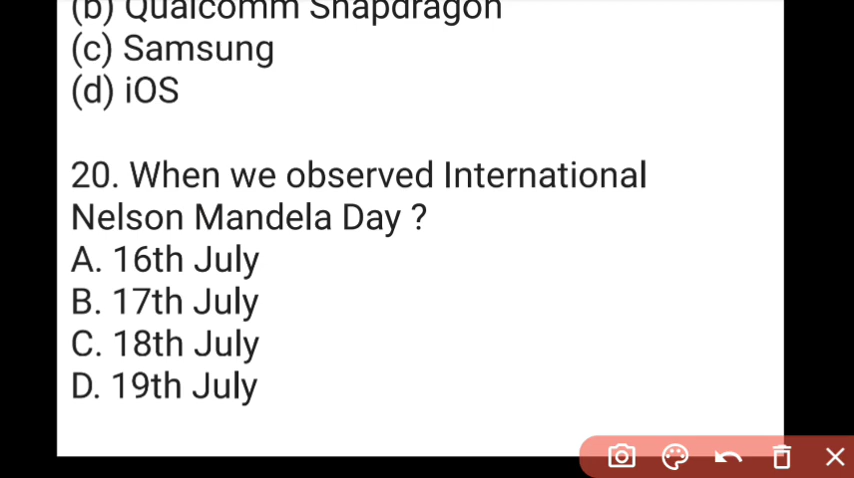 (b) Qualcomm Snapdragon
(c) Samsung
(d) iOS
20. When we observed International
Nelson Mandela Day ?
A. 16th July
B. 17th July
C. 18th July
D. 19th July